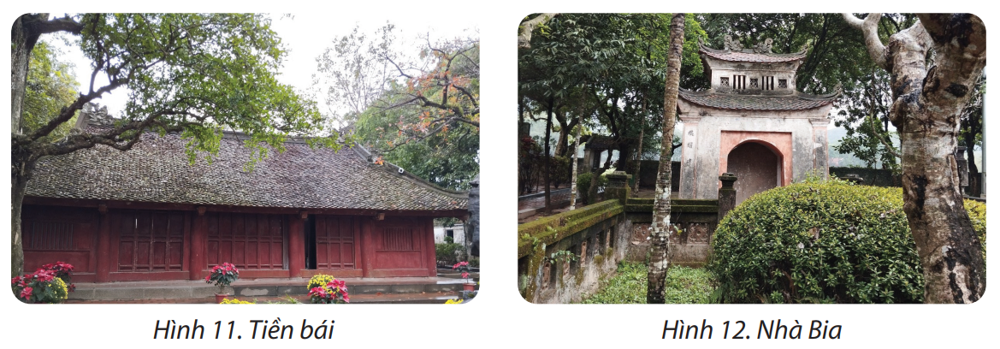 Hình 11. Tiền bái
Hình 12. Nhà Bia